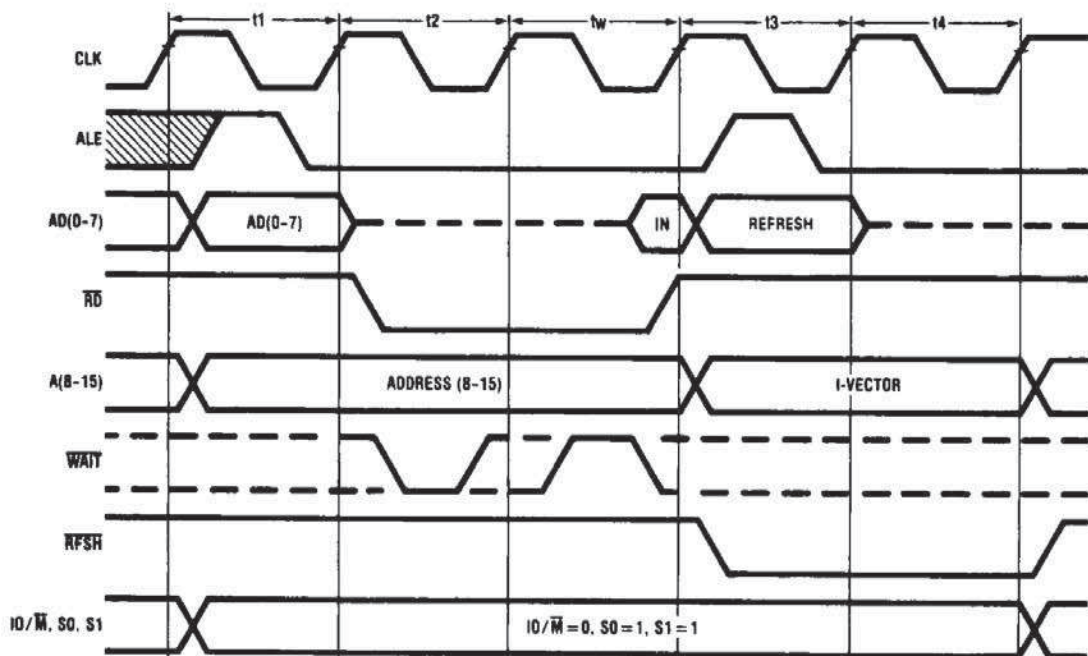 t1 t2 tw t3 t4
CLK
ALE
AD(0-7) AD(0-7) IN REFRESH
RD
A(8-15) ADDRESS (8-15) I-VECTOR
WAIT
RFSH
IO/M, S0, S1 IO/M=0, S0=1, S1=1